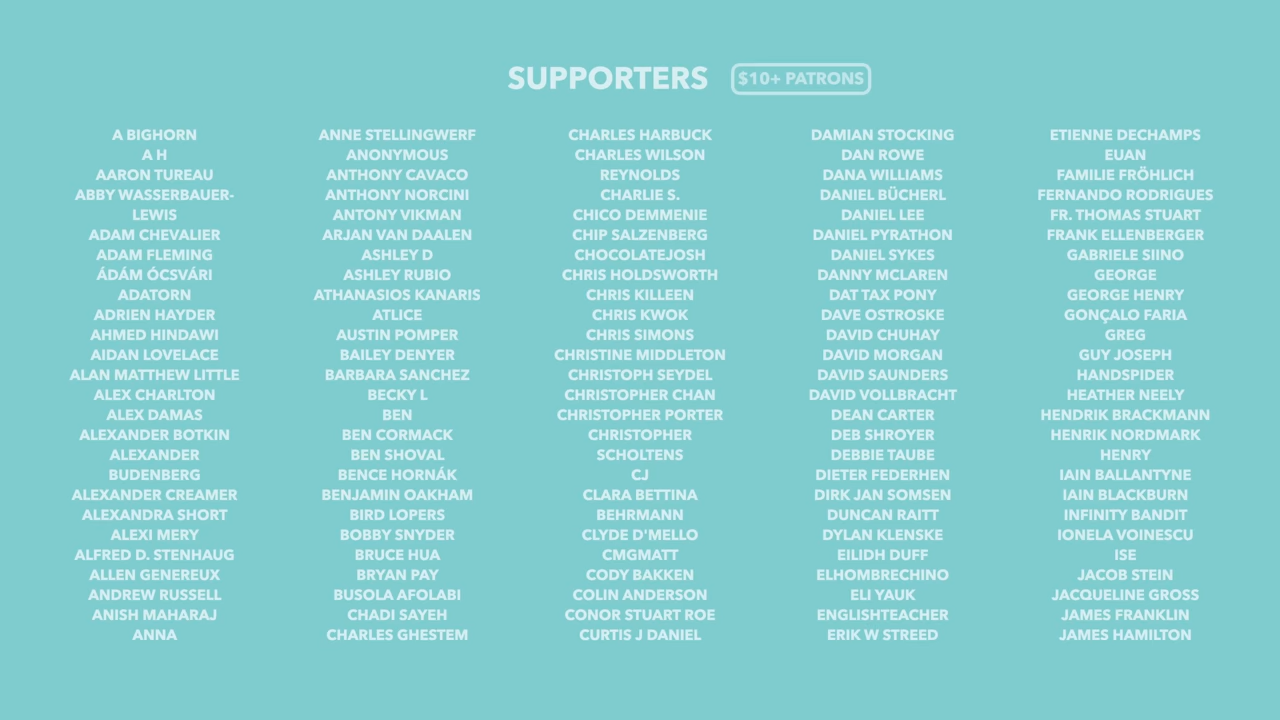 SUPPORTERS $10+ PATRONS
A BIGHORN
A H
AARON TUREAU
ABBY WASSERBAUER-
LEWIS
ADAM CHEVALIER
ADAM FLEMING
ÁDÁM ÓCSVÁRI
ADATORN
ADRIEN HAYDER
AHMED HINDAWI
AIDAN LOVELACE
ALAN MATTHEW LITTLE
ALEX CHARLTON
ALEX DAMAS
ALEXANDER BOTKIN
ALEXANDER
BUDENBERG
ALEXANDER CREAMER
ALEXANDRA SHORT
ALEXI MERY
ALFRED D. STENHAUG
ALLEN GENEREUX
ANDREW RUSSELL
ANISH MAHARAJ
ANNA
ANNE STELLINGWERF
ANONYMOUS
ANTHONY CAVACO
ANTHONY NORCINI
ANTONY VIKMAN
ARJAN VAN DAALEN
ASHLEY D
ASHLEY RUBIO
ATHANASIOS KANARIS
ATLICE
AUSTIN POMPER
BAILEY DENYER
BARBARA SANCHEZ
BECKY L
BEN
BEN CORMACK
BEN SHOVAL
BENCE HORNÁK
BENJAMIN OAKHAM
BIRD LOPERS
BOBBY SNYDER
BRUCE HUA
BRYAN PAY
BUSOLA AFOLABI
CHADI SAYEH
CHARLES GHESTEM
CHARLES HARBUCK
CHARLES WILSON
REYNOLDS
CHARLIE S.
CHICO DEMMENIE
CHIP SALZENBERG
CHOCOLATEJOSH
CHRIS HOLDSWORTH
CHRIS KILLEEN
CHRIS KWOK
CHRIS SIMONS
CHRISTINE MIDDLETON
CHRISTOPH SEYDEL
CHRISTOPHER CHAN
CHRISTOPHER PORTER
CHRISTOPHER
SCHOLTENS
CJ
CLARA BETTINA
BEHRMANN
CLYDE D'MELLO
CMGMATT
CODY BAKKEN
COLIN ANDERSON
CONOR STUART ROE
CURTIS J DANIEL
DAMIAN STOCKING
DAN ROWE
DANA WILLIAMS
DANIEL BÜCHERL
DANIEL LEE
DANIEL PYRATHON
DANIEL SYKES
DANNY MCLAREN
DAT TAX PONY
DAVE OSTROSKE
DAVID CHUHAY
DAVID MORGAN
DAVID SAUNDERS
DAVID VOLLBRACHT
DEAN CARTER
DEB SHROYER
DEBBIE TAUBE
DIETER FEDERHEN
DIRK JAN SOMSEN
DUNCAN RAITT
DYLAN KLENSKE
EILIDH DUFF
ELHOMBRECHINO
ELI YAUK
ENGLISHTEACHER
ERIK W STREED
ETIENNE DECHAMPS
EUAN
FAMILIE FRÖHLICH
FERNANDO RODRIGUES
FR. THOMAS STUART
FRANK ELLENBERGER
GABRIELE SIINO
GEORGE
GEORGE HENRY
GONÇALO FARIA
GREG
GUY JOSEPH
HANDSPIDER
HEATHER NEELY
HENDRIK BRACKMANN
HENRIK NORDMARK
HENRY
IAIN BALLANTYNE
IAIN BLACKBURN
INFINITY BANDIT
IONELA VOINESCU
ISE
JACOB STEIN
JACQUELINE GROSS
JAMES FRANKLIN
JAMES HAMILTON